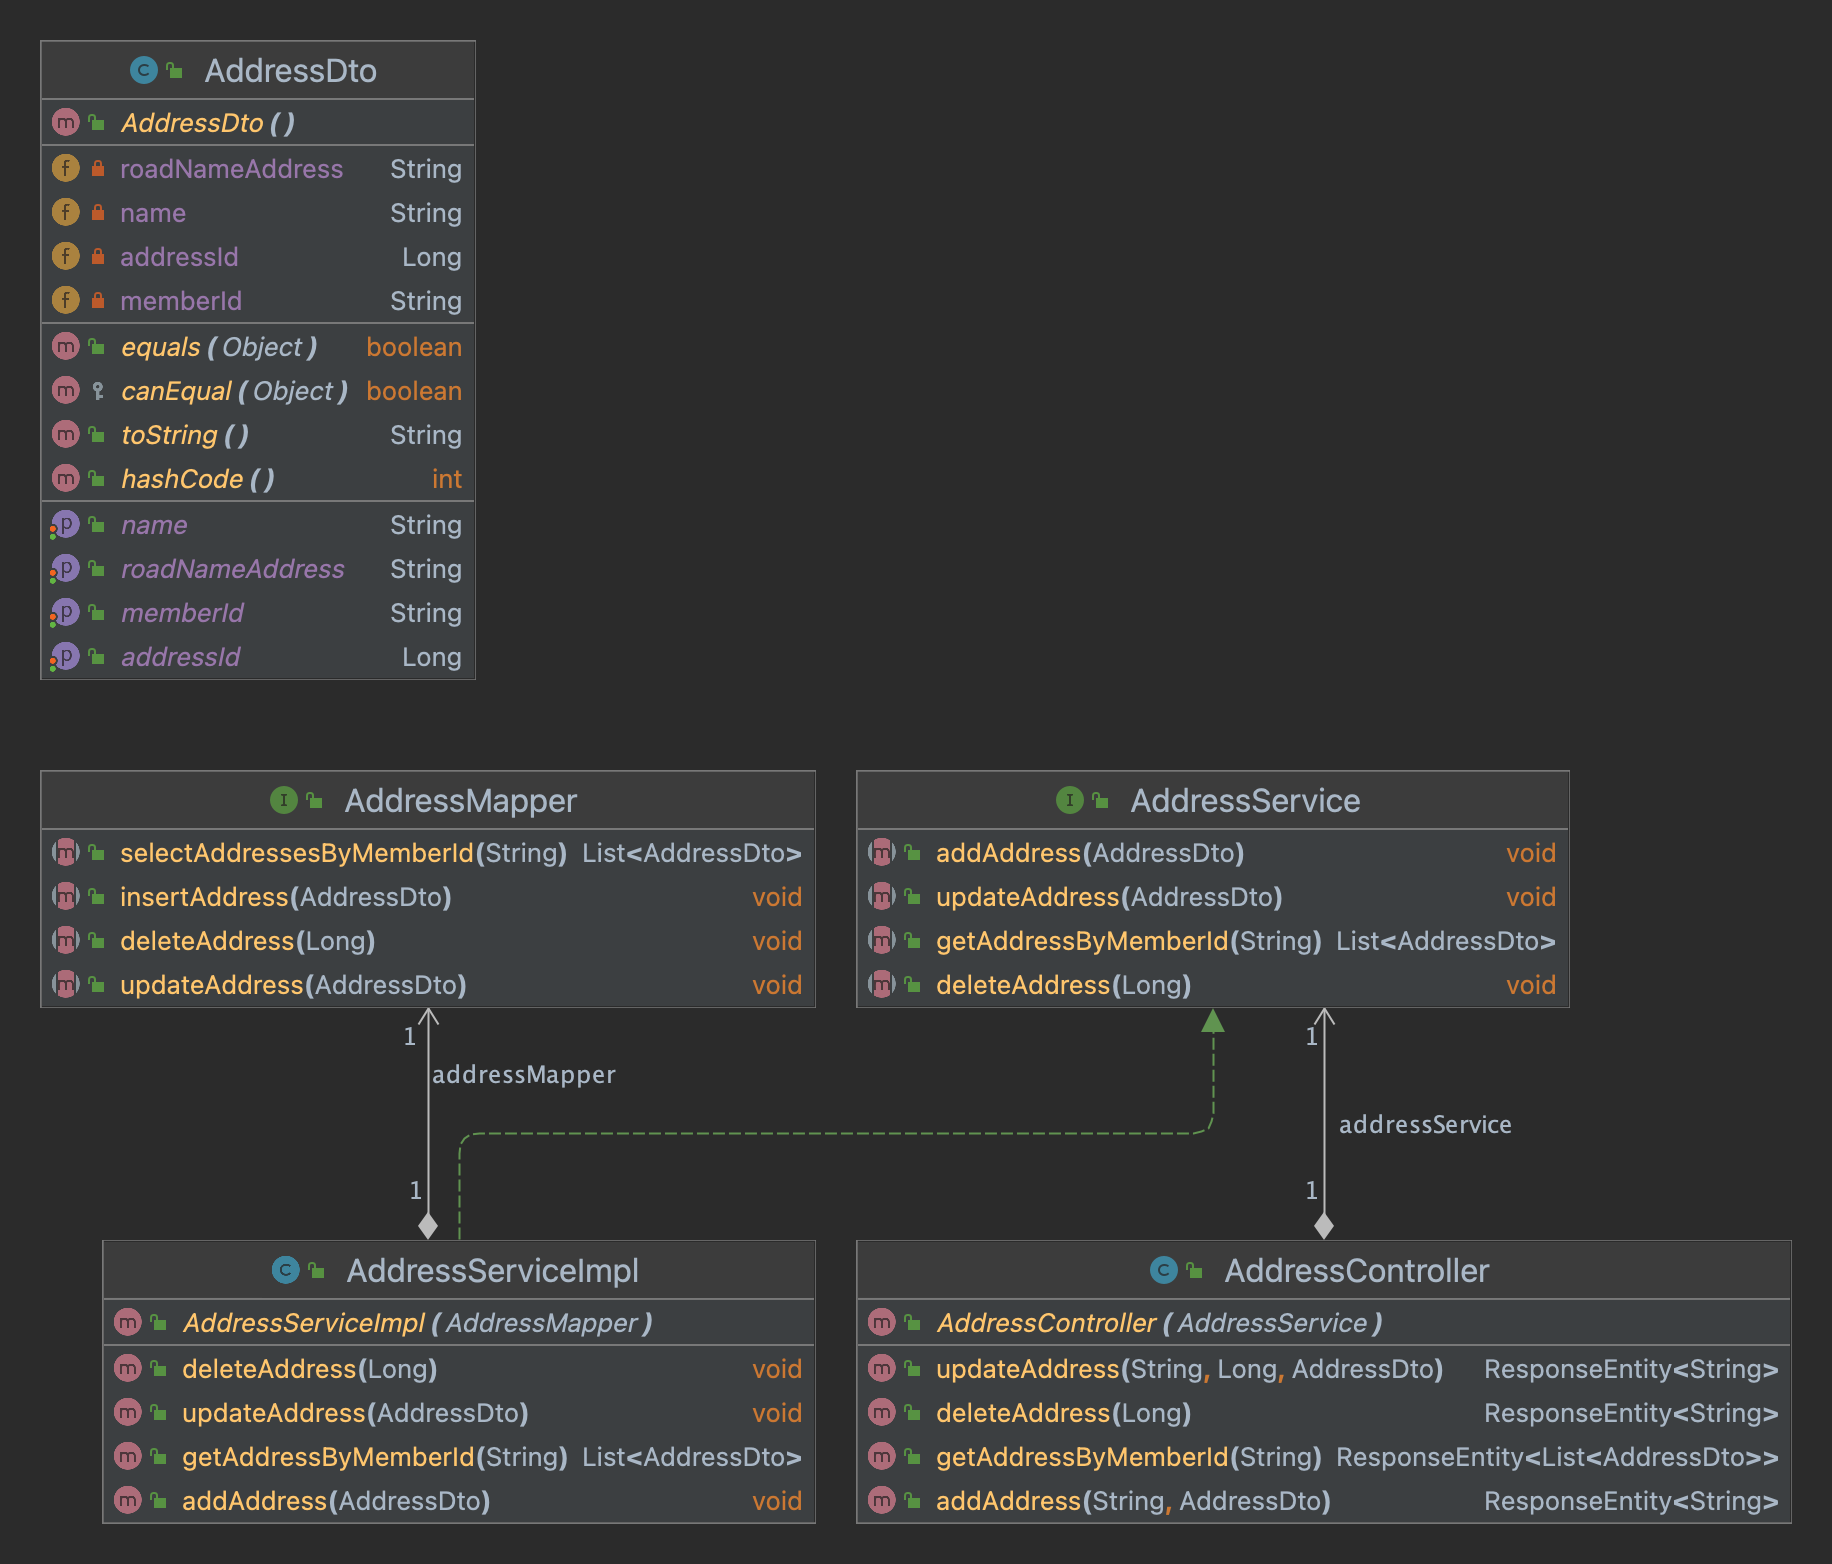 AddressDto
AddressDto()
roadNameAddress String
name String
addressId Long
memberId String
equals(Object) boolean
canEqual(Object) boolean
toString() String
hashCode() int
name String
roadNameAddress String
memberId String
addressId Long
AddressMapper
selectAddressesByMemberId(String) List<AddressDto>
insertAddress(AddressDto) void
deleteAddress(Long) void
updateAddress(AddressDto) void
AddressService
addAddress(AddressDto) void
updateAddress(AddressDto) void
getAddressByMemberId(String) List<AddressDto>
deleteAddress(Long) void
1
addressMapper
1
1
addressService
1
AddressServiceImpl
AddressServiceImpl(AddressMapper)
deleteAddress(Long) void
updateAddress(AddressDto) void
getAddressByMemberId(String) List<AddressDto>
addAddress(AddressDto) void
AddressController
AddressController(AddressService)
updateAddress(String, Long, AddressDto) ResponseEntity<String>
deleteAddress(Long) ResponseEntity<String>
getAddressByMemberId(String) ResponseEntity<List<AddressDto>>
addAddress(String, AddressDto) ResponseEntity<String>